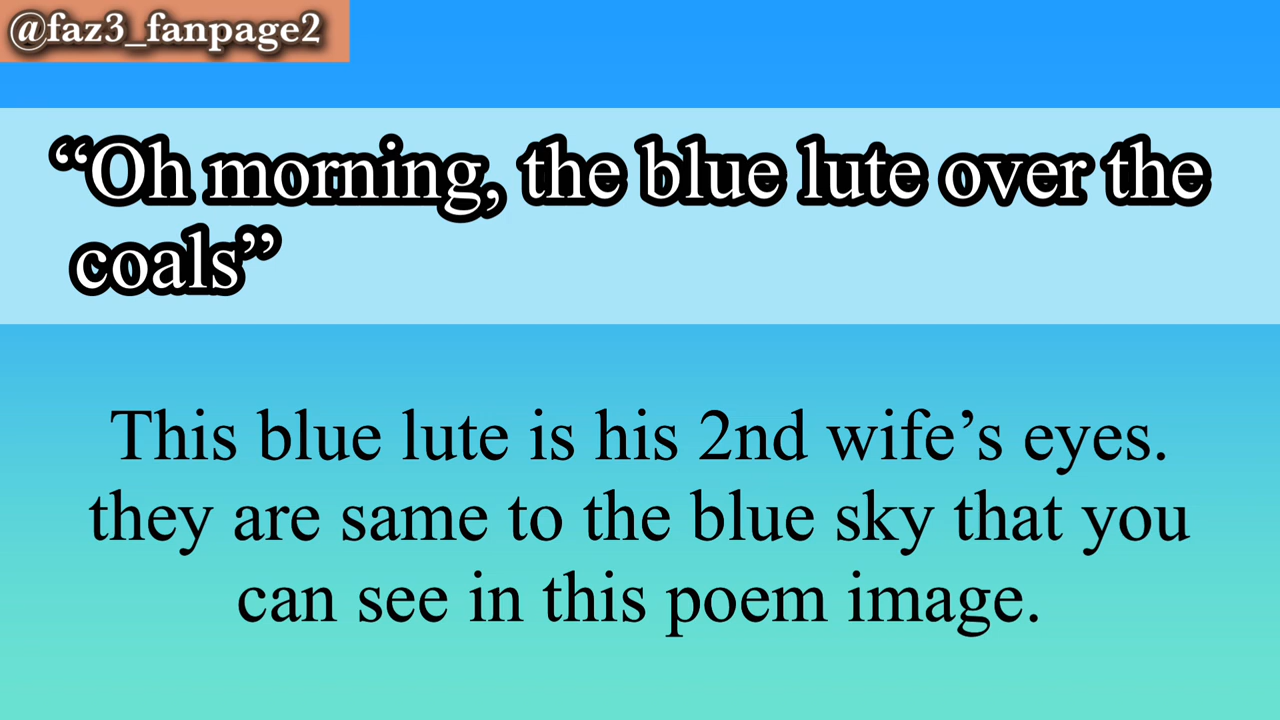 @faz3_fanpage2
“Oh morning, the blue lute over the
coals”
This blue lute is his 2nd wife’s eyes.
they are same to the blue sky that you
can see in this poem image.